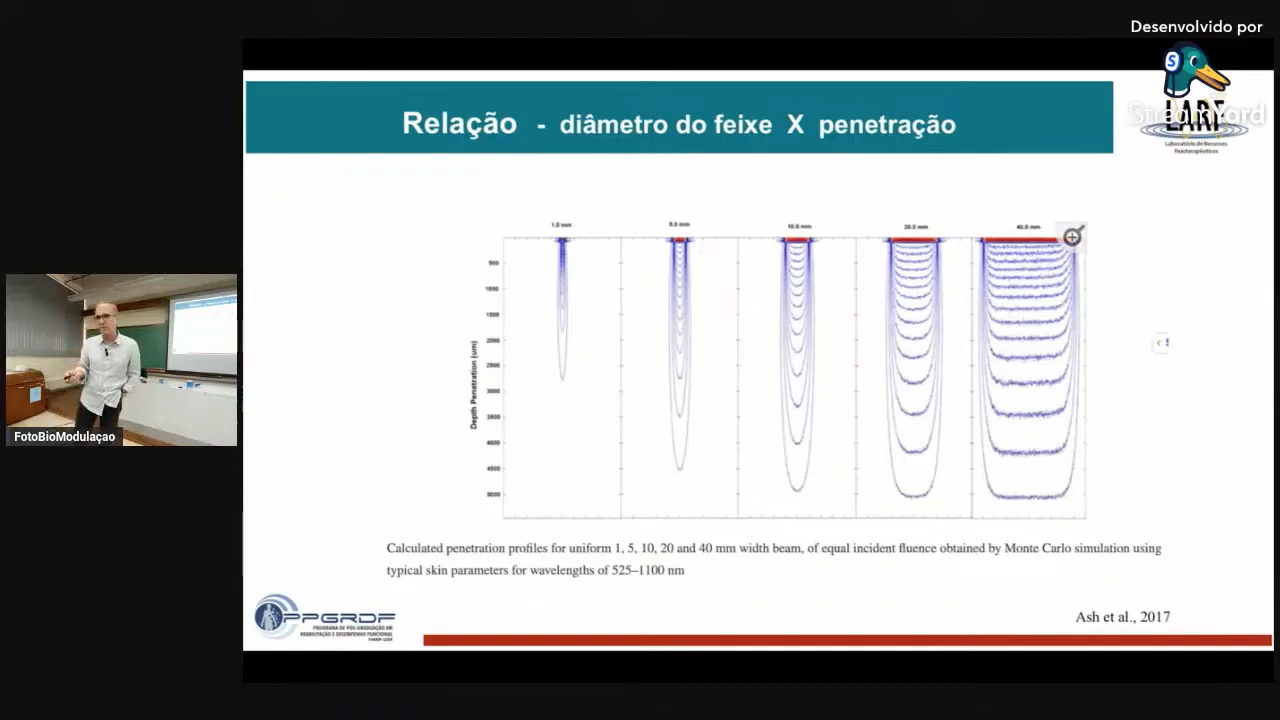 Desenvolvido por
StreamYard
Relação - diâmetro do feixe X penetração
LARF
Laboratório de Recursos
Fisioterapêuticos
1.0 mm
5.0 mm
10.0 mm
20.0 mm
40.0 mm
500
1000
1500
2000
2500
3000
3500
4000
4500
5000
Depth Penetration (um)
FotoBioModulaçao
Calculated penetration profiles for uniform 1, 5, 10, 20 and 40 mm width beam, of equal incident fluence obtained by Monte Carlo simulation using
typical skin parameters for wavelengths of 525–1100 nm
PPGRDF
PROGRAMA DE PÓS-GRADUAÇÃO EM
REABILITAÇÃO E DESEMPENHO FUNCIONAL
Ash et al., 2017